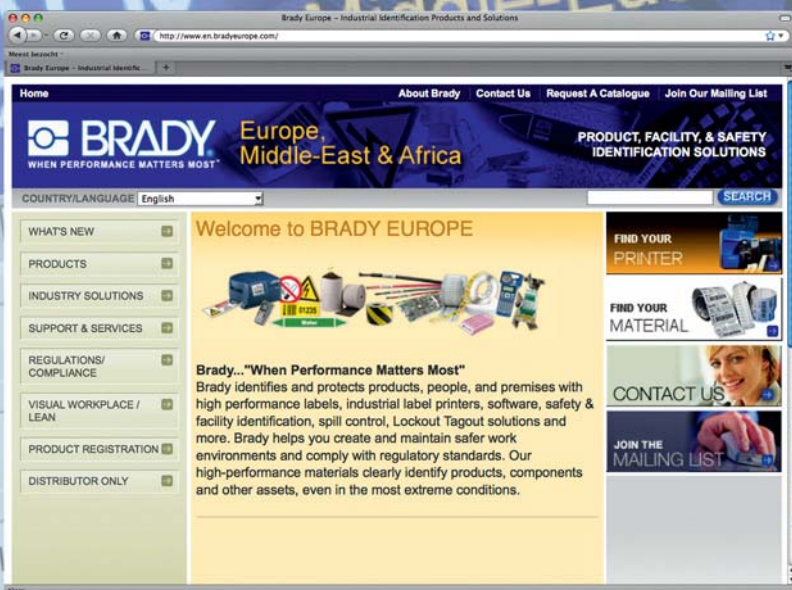 Middle-Eas
Brady Europe – Industrial Identification Products and Solutions
http://www.en.bradyeurope.com/
Meest bezocht
Brady Europe – Industrial Identific...
Home
About Brady Contact Us Request A Catalogue Join Our Mailing List
BRADY
WHEN PERFORMANCE MATTERS MOST™
Europe,
Middle-East & Africa
PRODUCT, FACILITY, & SAFETY
IDENTIFICATION SOLUTIONS
COUNTRY/LANGUAGE English
SEARCH
WHAT'S NEW
PRODUCTS
INDUSTRY SOLUTIONS
SUPPORT & SERVICES
REGULATIONS/
COMPLIANCE
VISUAL WORKPLACE /
LEAN
PRODUCT REGISTRATION
DISTRIBUTOR ONLY
Welcome to BRADY EUROPE
01235
Water
Brady..."When Performance Matters Most"
Brady identifies and protects products, people, and premises with
high performance labels, industrial label printers, software, safety &
facility identification, spill control, Lockout Tagout solutions and
more. Brady helps you create and maintain safer work
environments and comply with regulatory standards. Our
high-performance materials clearly identify products, components
and other assets, even in the most extreme conditions.
FIND YOUR
PRINTER
FIND YOUR
MATERIAL
CONTACT US
JOIN THE
MAILING LIST